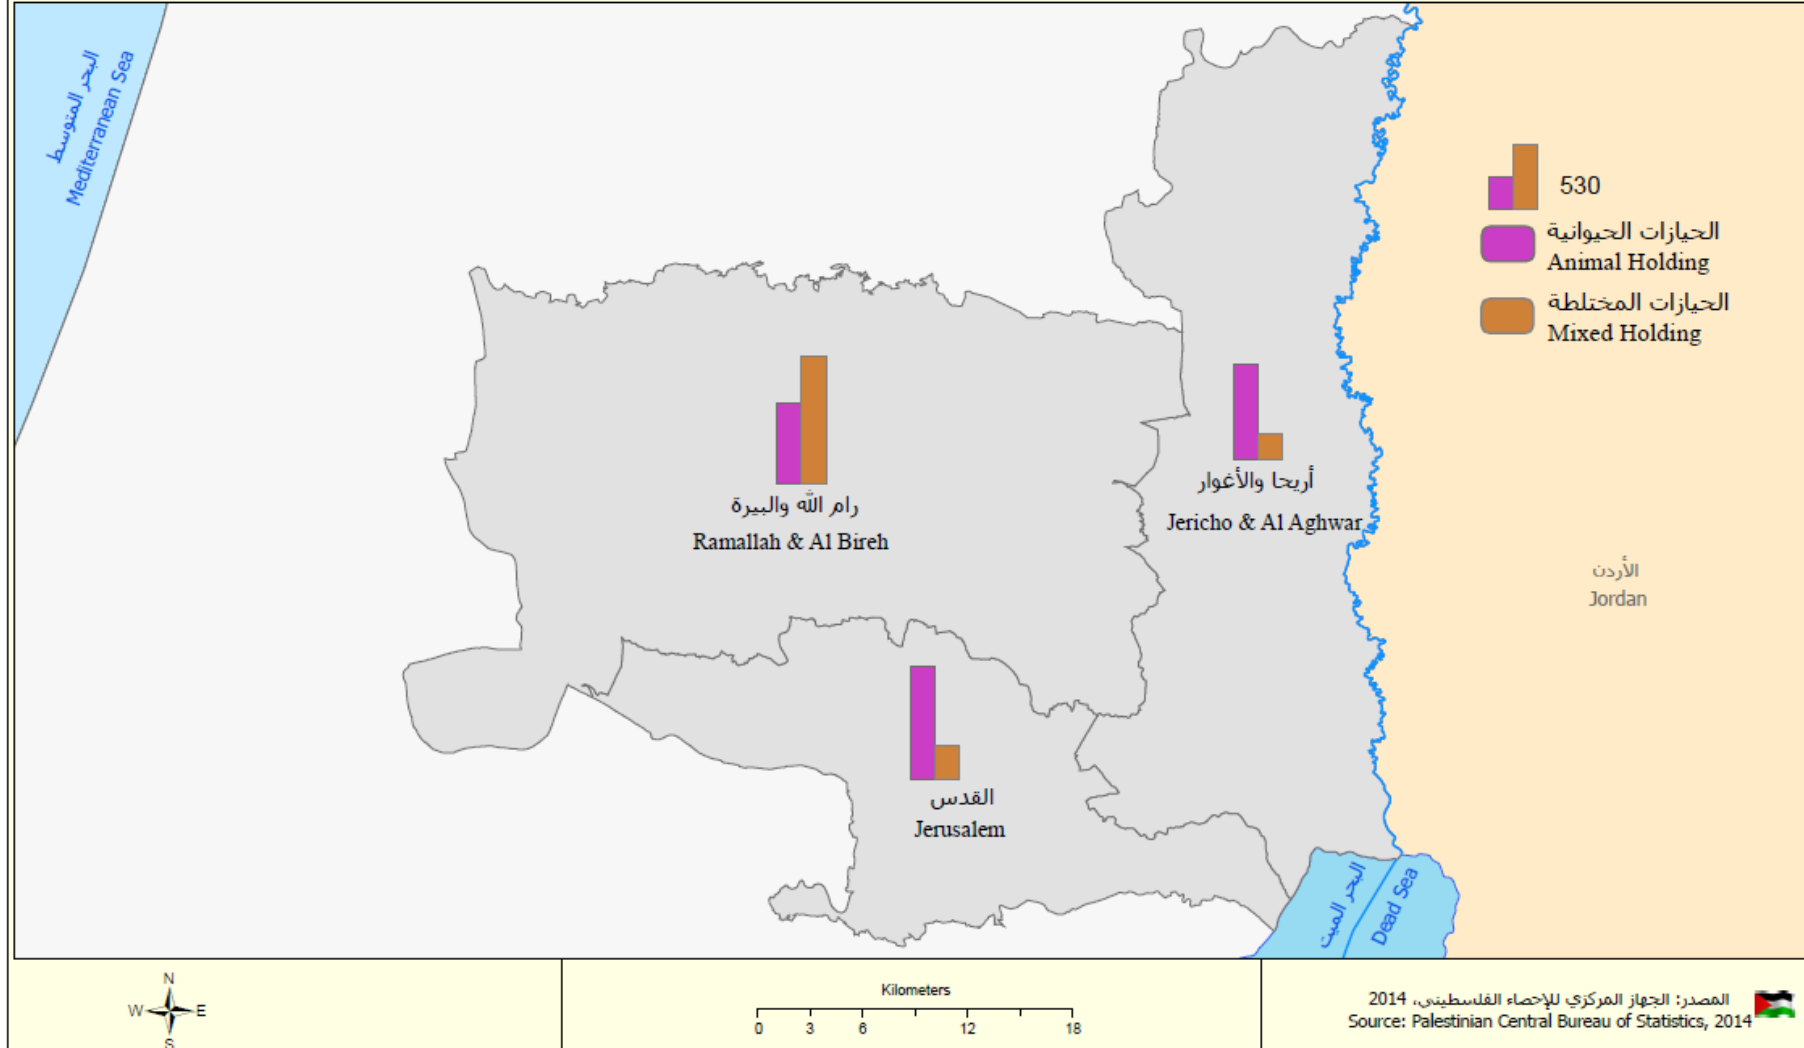 البحر المتوسط
Mediterranean Sea
530
الحيازات الحيوانية
Animal Holding
الحيازات المختلطة
Mixed Holding
رام الله والبيرة
Ramallah & Al Bireh
أريحا والأغوار
Jericho & Al Aghwar
الأردن
Jordan
القدس
Jerusalem
البحر الميت
Dead Sea
N
W E
S
Kilometers
0 3 6 12 18
المصدر: الجهاز المركزي للإحصاء الفلسطيني، 2014
Source: Palestinian Central Bureau of Statistics, 2014